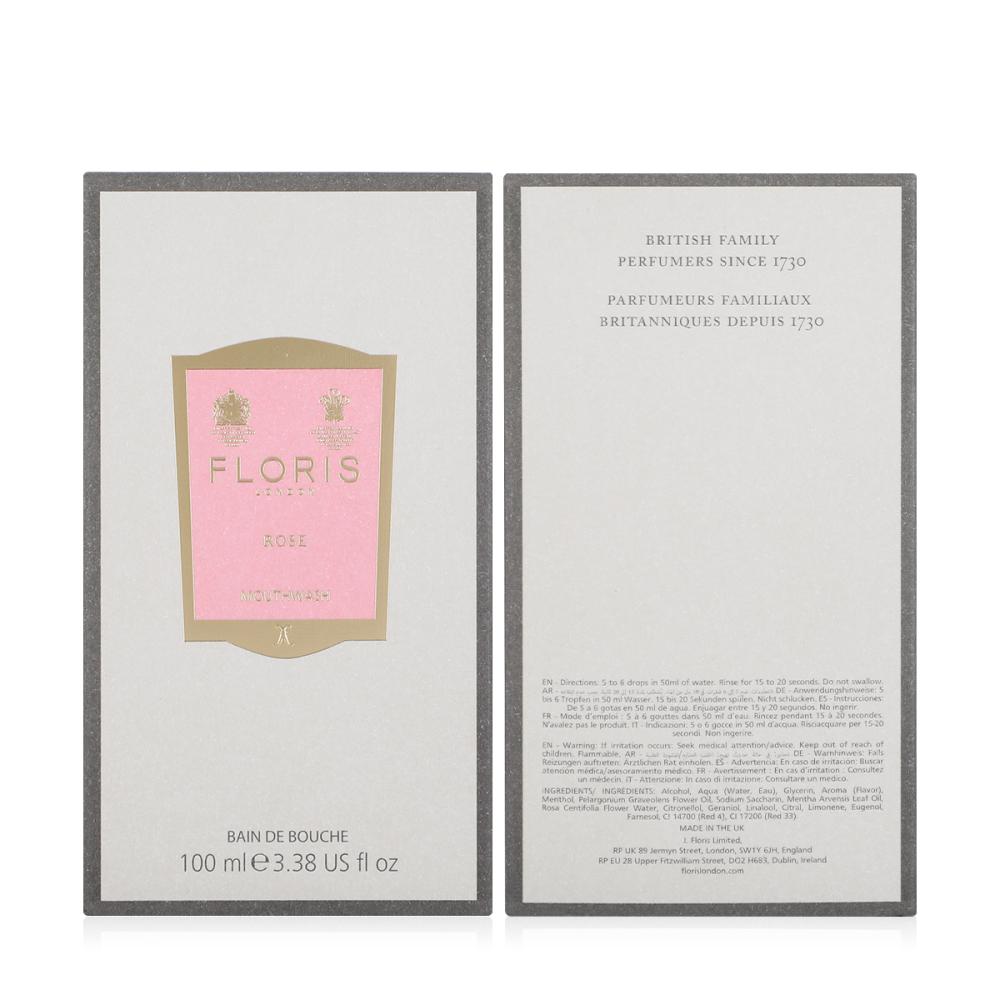 FLORIS
LONDON
ROSE
MOUTHWASH
BAIN DE BOUCHE
100 ml e 3.38 US fl oz
BRITISH FAMILY
PERFUMERS SINCE 1730
PARFUMEURS FAMILIAUX
BRITANNIQUES DEPUIS 1730
EN - Directions: 5 to 6 drops in 50ml of water. Rinse for 15 to 20 seconds. Do not swallow.
AR - DE - Anwendungshinweise: 5
bis 6 Tropfen in 50 ml Wasser. 15 bis 20 Sekunden spülen. Nicht schlucken. ES - Instrucciones:
De 5 a 6 gotas en 50 ml de agua. Enjuagar entre 15 y 20 segundos. No ingerir.
FR - Mode d'emploi : 5 à 6 gouttes dans 50 ml d'eau. Rincez pendant 15 à 20 secondes.
N'avalez pas le produit. IT - Indicazioni: 5 o 6 gocce in 50 ml d'acqua. Risciacquare per 15-20
secondi. Non ingerire.
EN - Warning: If irritation occurs: Seek medical attention/advice. Keep out of reach of
children. Flammable. AR - DE - Warnhinweis: Falls
Reizungen auftreten: Ärztlichen Rat einholen. ES - Advertencia: En caso de irritación: Buscar
atención médica/asesoramiento médico. FR - Avertissement : En cas d'irritation : Consultez
un médecin. IT - Attenzione: In caso di irritazione: Consultare un medico.
INGREDIENTS/ INGRÉDIENTS: Alcohol, Aqua (Water, Eau), Glycerin, Aroma (Flavor),
Menthol, Pelargonium Graveolens Flower Oil, Sodium Saccharin, Mentha Arvensis Leaf Oil,
Rosa Centifolia Flower Water, Citronellol, Geraniol, Linalool, Citral, Limonene, Eugenol,
Farnesol, CI 14700 (Red 4), CI 17200 (Red 33).
MADE IN THE UK
J. Floris Limited,
RP UK 89 Jermyn Street, London, SW1Y 6JH, England
RP EU 28 Upper Fitzwilliam Street, DO2 H683, Dublin, Ireland
florislondon.com